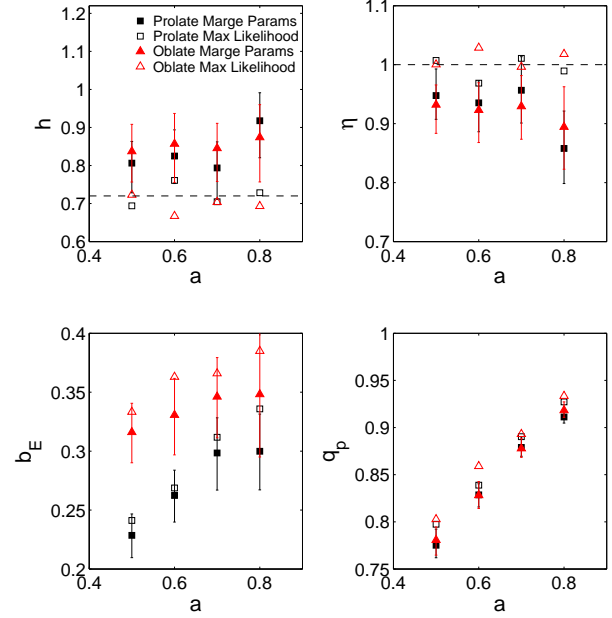 1.2
1.1
1
0.9
0.8
0.7
0.6
h
0.4
0.6
0.8
a
Prolate Marge Params
Prolate Max Likelihood
Oblate Marge Params
Oblate Max Likelihood
1.1
1
0.9
0.8
0.7
η
0.4
0.6
0.8
a
0.4
0.35
0.3
0.25
0.2
b_E
0.4
0.6
0.8
a
1
0.95
0.9
0.85
0.8
0.75
q_p
0.4
0.6
0.8
a